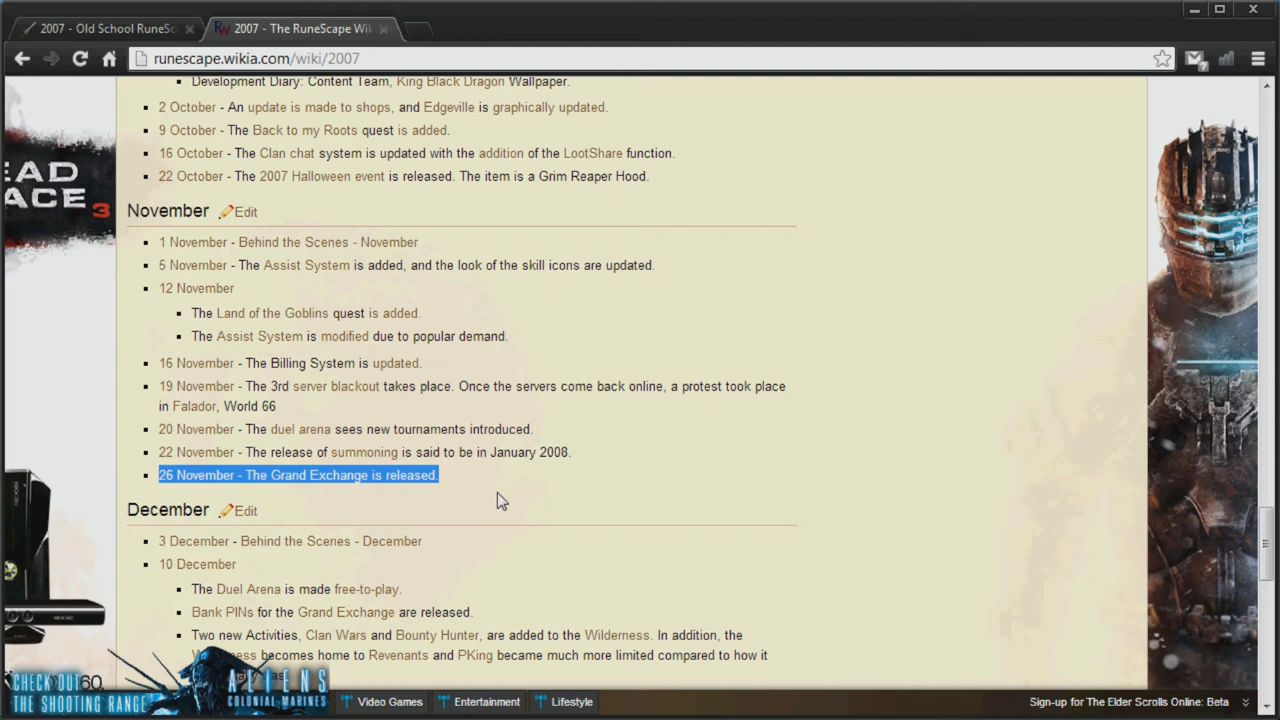 2007 - Old School RuneSc
2007 - The RuneScape Wi
runescape.wikia.com/wiki/2007
7
Development Diary: Content Team, King Black Dragon Wallpaper.
2 October - An update is made to shops, and Edgeville is graphically updated.
9 October - The Back to my Roots quest is added.
16 October - The Clan chat system is updated with the addition of the LootShare function.
22 October - The 2007 Halloween event is released. The item is a Grim Reaper Hood.
EAD
ACE 3
November Edit
1 November - Behind the Scenes - November
5 November - The Assist System is added, and the look of the skill icons are updated.
12 November
The Land of the Goblins quest is added.
The Assist System is modified due to popular demand.
16 November - The Billing System is updated.
19 November - The 3rd server blackout takes place. Once the servers come back online, a protest took place
in Falador, World 66
20 November - The duel arena sees new tournaments introduced.
22 November - The release of summoning is said to be in January 2008.
26 November - The Grand Exchange is released.
December Edit
3 December - Behind the Scenes - December
10 December
The Duel Arena is made free-to-play.
Bank PINs for the Grand Exchange are released.
Two new Activities, Clan Wars and Bounty Hunter, are added to the Wilderness. In addition, the
becomes home to Revenants and PKing became much more limited compared to how it
CHECK OUT
THE SHOOTING RANGE
ALIENS
COLONIAL MARINES
Video Games
Entertainment
Lifestyle
Sign-up for The Elder Scrolls Online: Beta